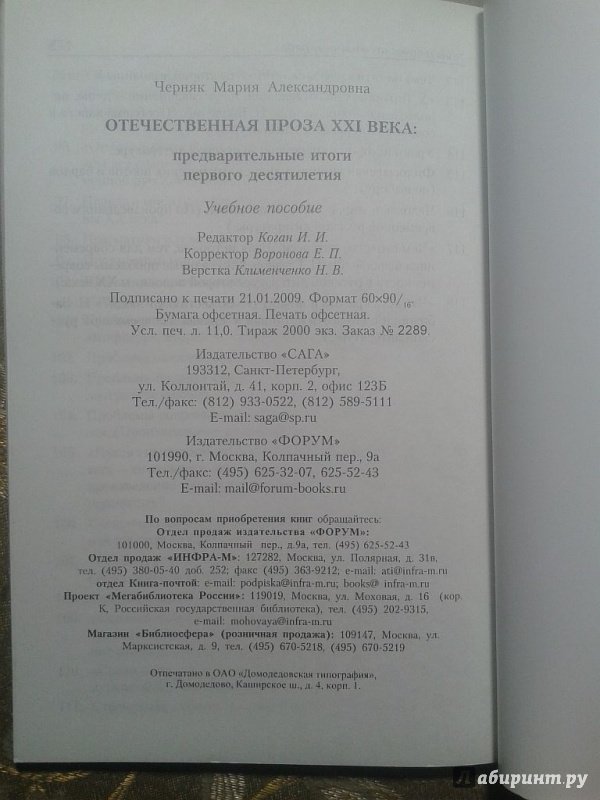 Черняк Мария Александровна
ОТЕЧЕСТВЕННАЯ ПРОЗА XXI ВЕКА:
предварительные итоги
первого десятилетия
Учебное пособие
Редактор Коган И. И.
Корректор Воронова Е. П.
Верстка Клименченко Н. В.
Подписано к печати 21.01.2009. Формат 60×90/16.
Бумага офсетная. Печать офсетная.
Усл. печ. л. 11,0. Тираж 2000 экз. Заказ № 2289.
Издательство «САГА»
193312, Санкт-Петербург,
ул. Коллонтай, д. 41, корп. 2, офис 123Б
Тел./факс: (812) 933-0522, (812) 589-5111
E-mail: saga@sp.ru
Издательство «ФОРУМ»
101990, г. Москва, Колпачный пер., 9а
Тел./факс: (495) 625-32-07, 625-52-43
E-mail: mail@forum-books.ru
По вопросам приобретения книг обращайтесь:
Отдел продаж издательства «ФОРУМ»:
101000, Москва, Колпачный пер., д.9а, тел. (495) 625-52-43
Отдел продаж «ИНФРА-М»: 127282, Москва, ул. Полярная, д. 31в,
тел. (495) 380-05-40 доб. 252; факс (495) 363-9212; e-mail: ati@infra-m.ru
отдел Книга-почтой: e-mail: podpiska@infra-m.ru; books@ infra-m.ru
Проект «Мегабиблиотека России»: 119019, Москва, ул. Моховая, д. 16 (кор.
К, Российская государственная библиотека), тел. (495) 202-9315,
e-mail: mohovaya@infra-m.ru
Магазин «Библиосфера» (розничная продажа): 109147, Москва, ул.
Марксистская, д. 9, тел. (495) 670-5218, (495) 670-5219
Отпечатано в ОАО «Домодедовская типография»,
г. Домодедово, Каширское ш., д. 4, корп. 1.
лабиринт.ру